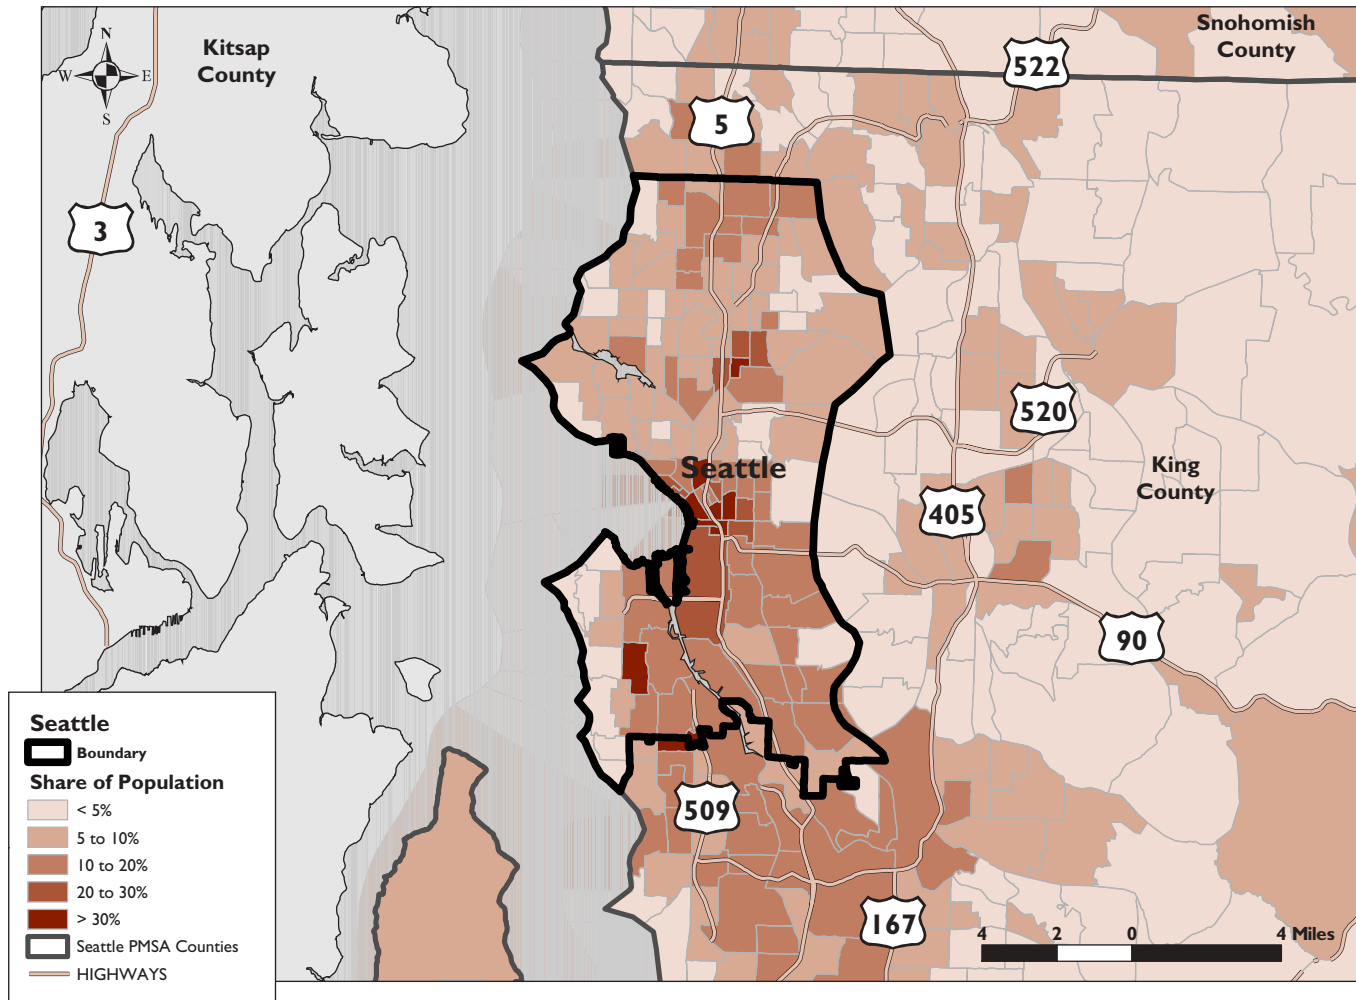 Kitsap
County
Snohomish
County
N
W
E
S
522
5
3
520
Seattle
King
County
405
90
509
167
4
2
0
4 Miles
Seattle
Boundary
Share of Population
< 5%
5 to 10%
10 to 20%
20 to 30%
> 30%
Seattle PMSA Counties
HIGHWAYS